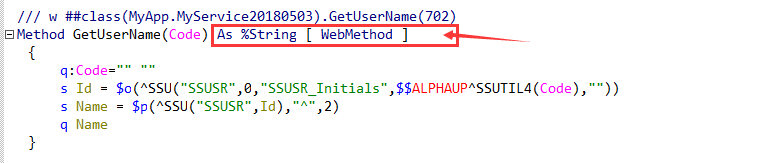 /// w ##class(MyApp.MyService20180503).GetUserName(702)
Method GetUserName(Code) As %String [ WebMethod ]
{
q:Code="" ""
s Id = $o(^SSU("SSUSR",0,"SSUSR_Initials",$$ALPHAUP^SSUTIL4(Code),""))
s Name = $p(^SSU("SSUSR",Id),"^",2)
q Name
}